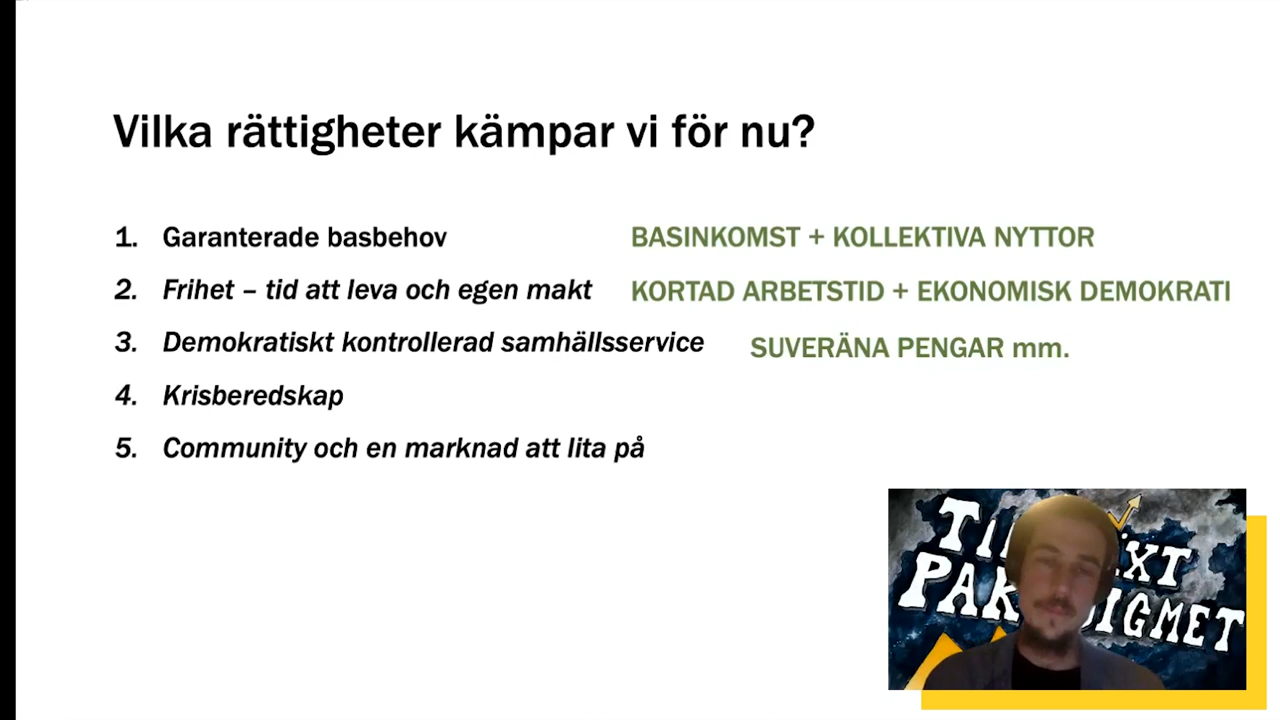 Vilka rättigheter kämpar vi för nu?
1. Garanterade basbehov BASINKOMST + KOLLEKTIVA NYTTOR
2. Frihet – tid att leva och egen makt KORTAD ARBETSTID + EKONOMISK DEMOKRATI
3. Demokratiskt kontrollerad samhällsservice SUVERÄNA PENGAR mm.
4. Krisberedskap
5. Community och en marknad att lita på